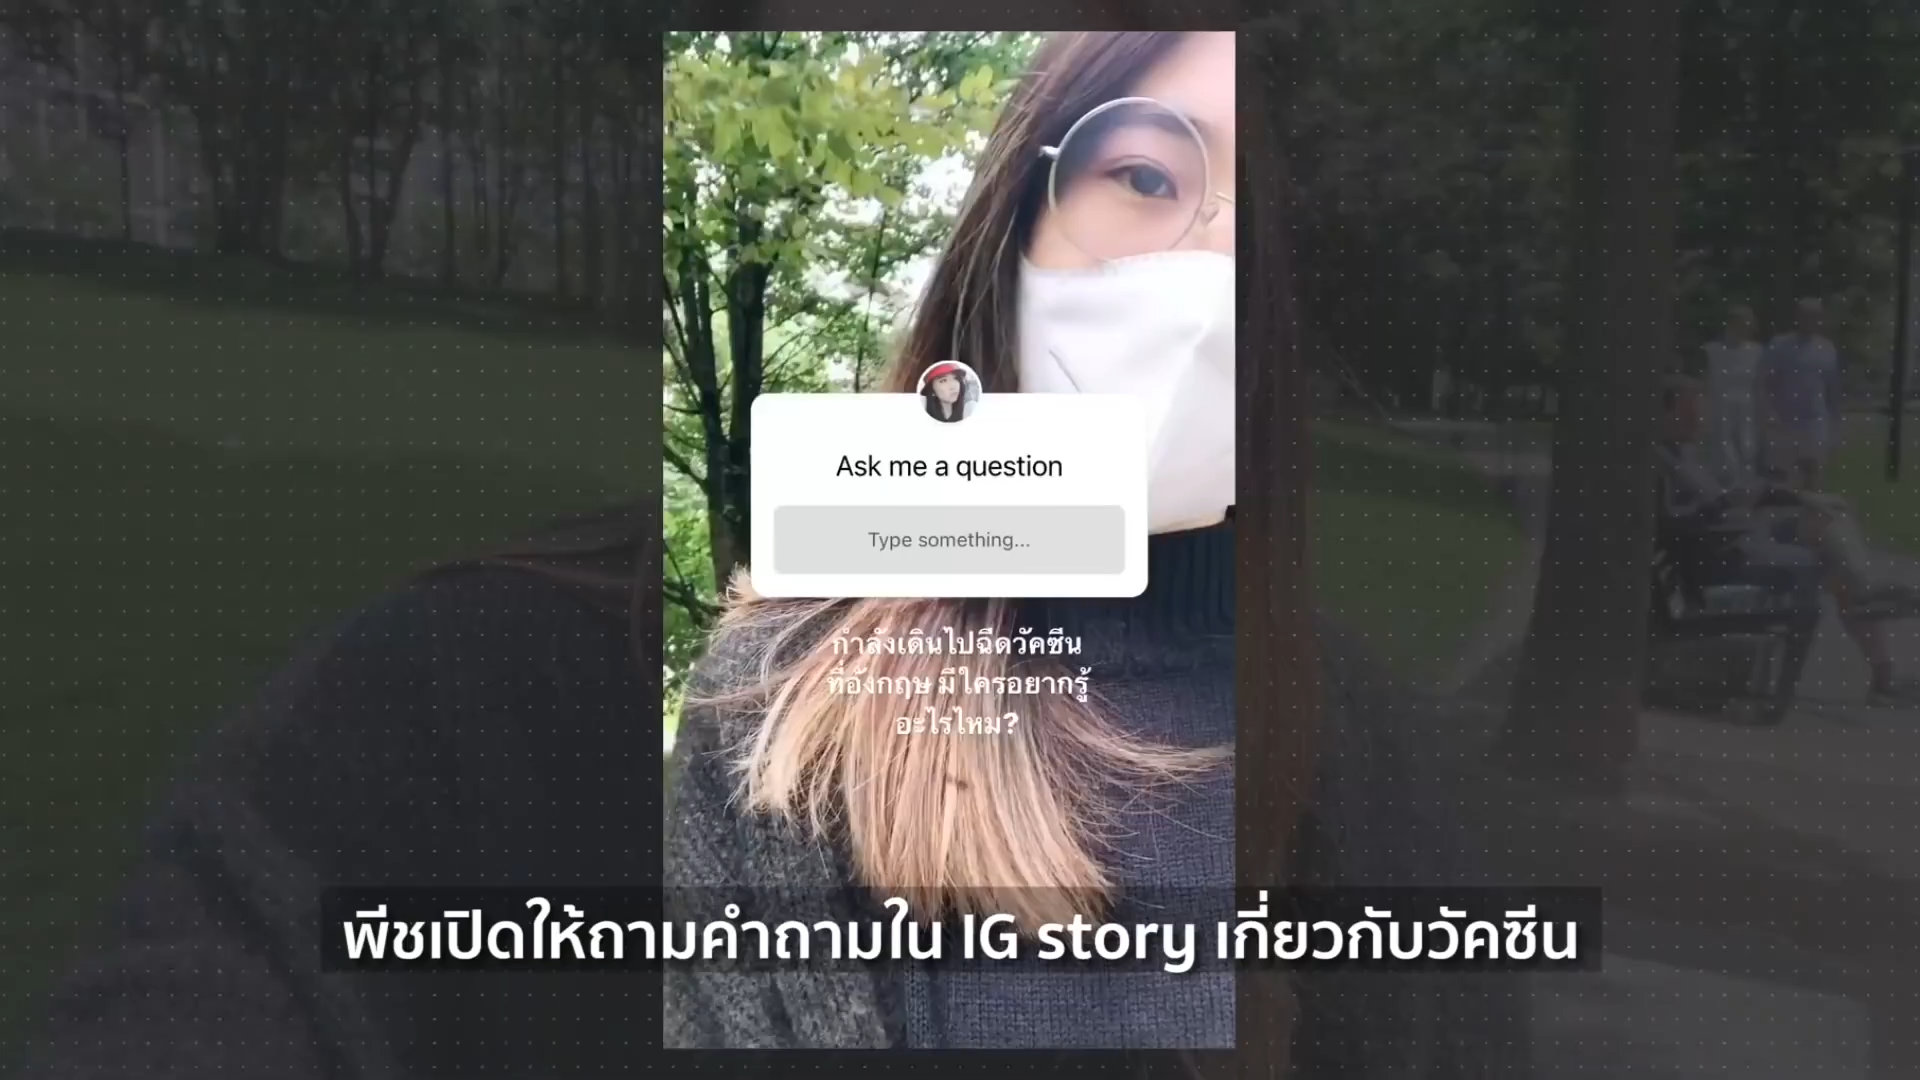 Ask me a question
Type something...
กำลังเดินไปฉีดวัคซีน
ที่อังกฤษ มีใครอยากรู้
อะไรไหม?
พีชเปิดให้ถามคำถามใน IG story เกี่ยวกับวัคซีน